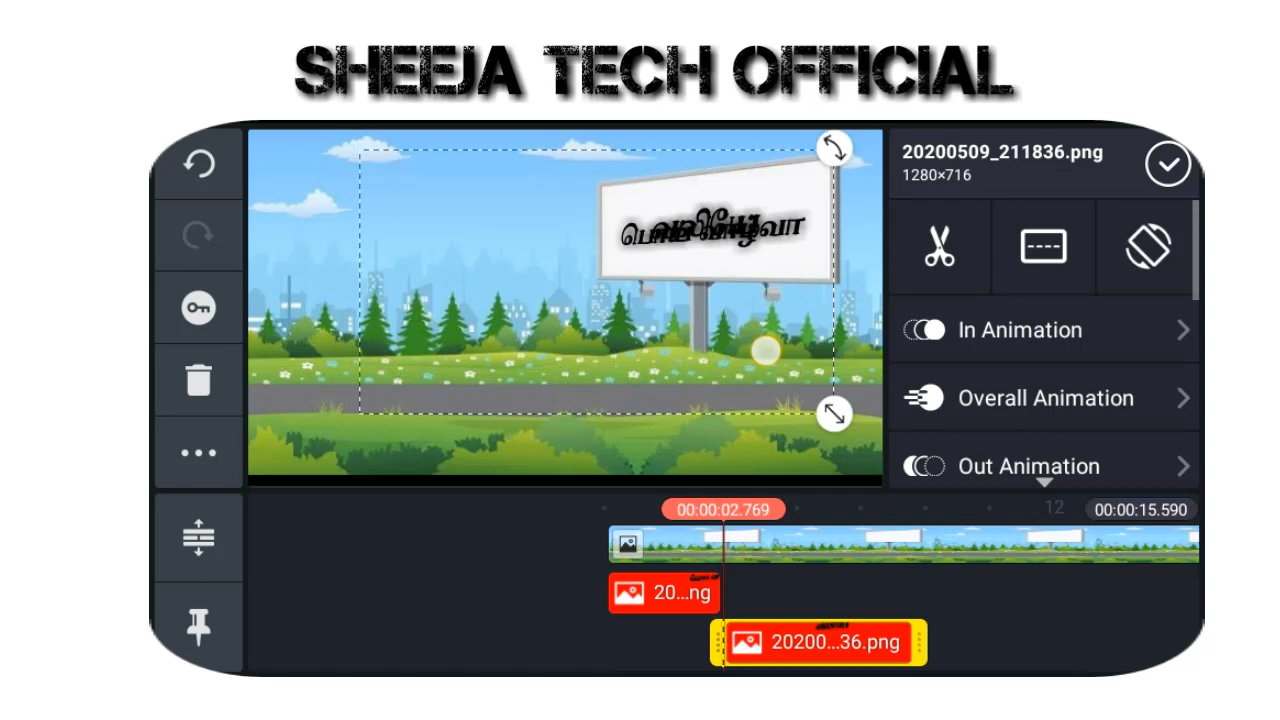 SHEEJA TECH OFFICIAL
20200509_211836.png
1280×716
In Animation
Overall Animation
Out Animation
00:00:02.769
12
00:00:15.590
20...ng
20200...36.png